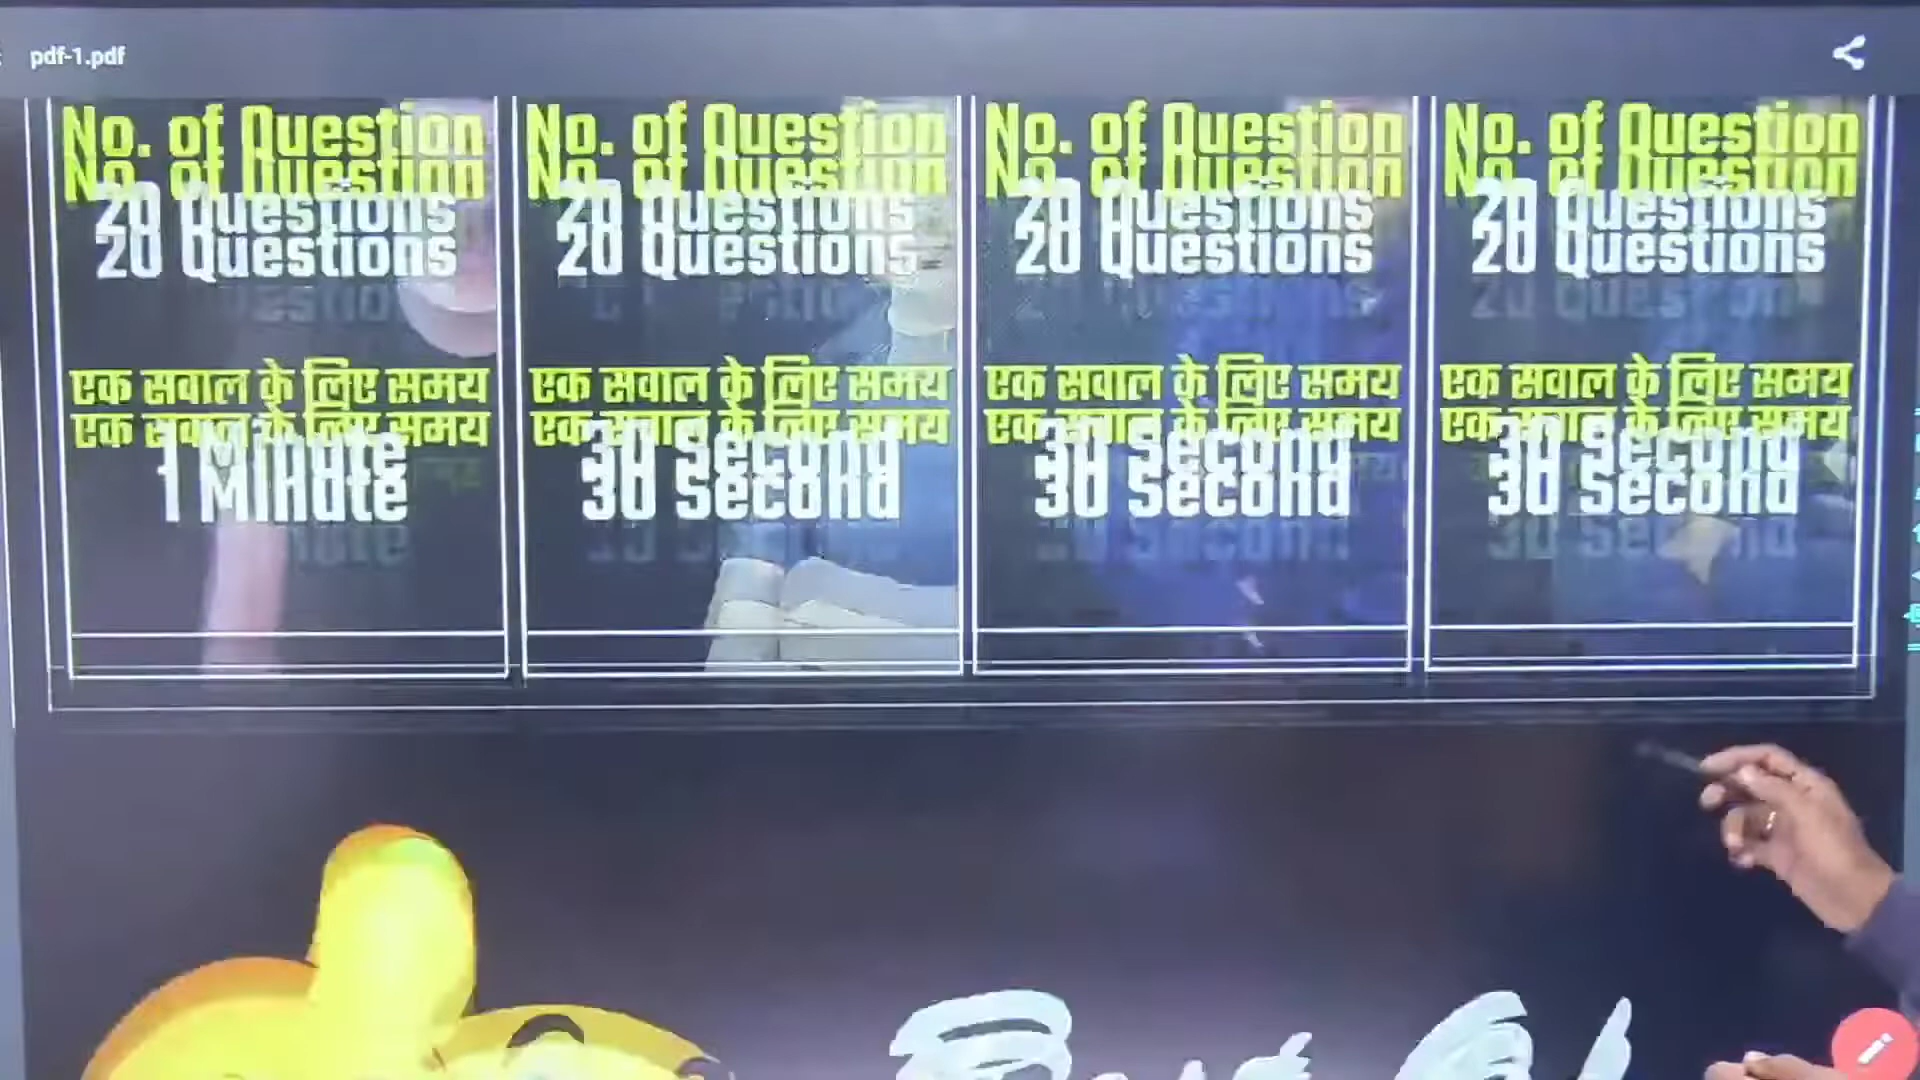 pdf-1.pdf
No. of Question No. of Question No. of Question No. of Question
20 Questions 20 Questions 20 Questions 20 Questions
एक सवाल के लिए समय एक सवाल के लिए समय एक सवाल के लिए समय एक सवाल के लिए समय
1 Minute 30 Second 30 Second 30 Second